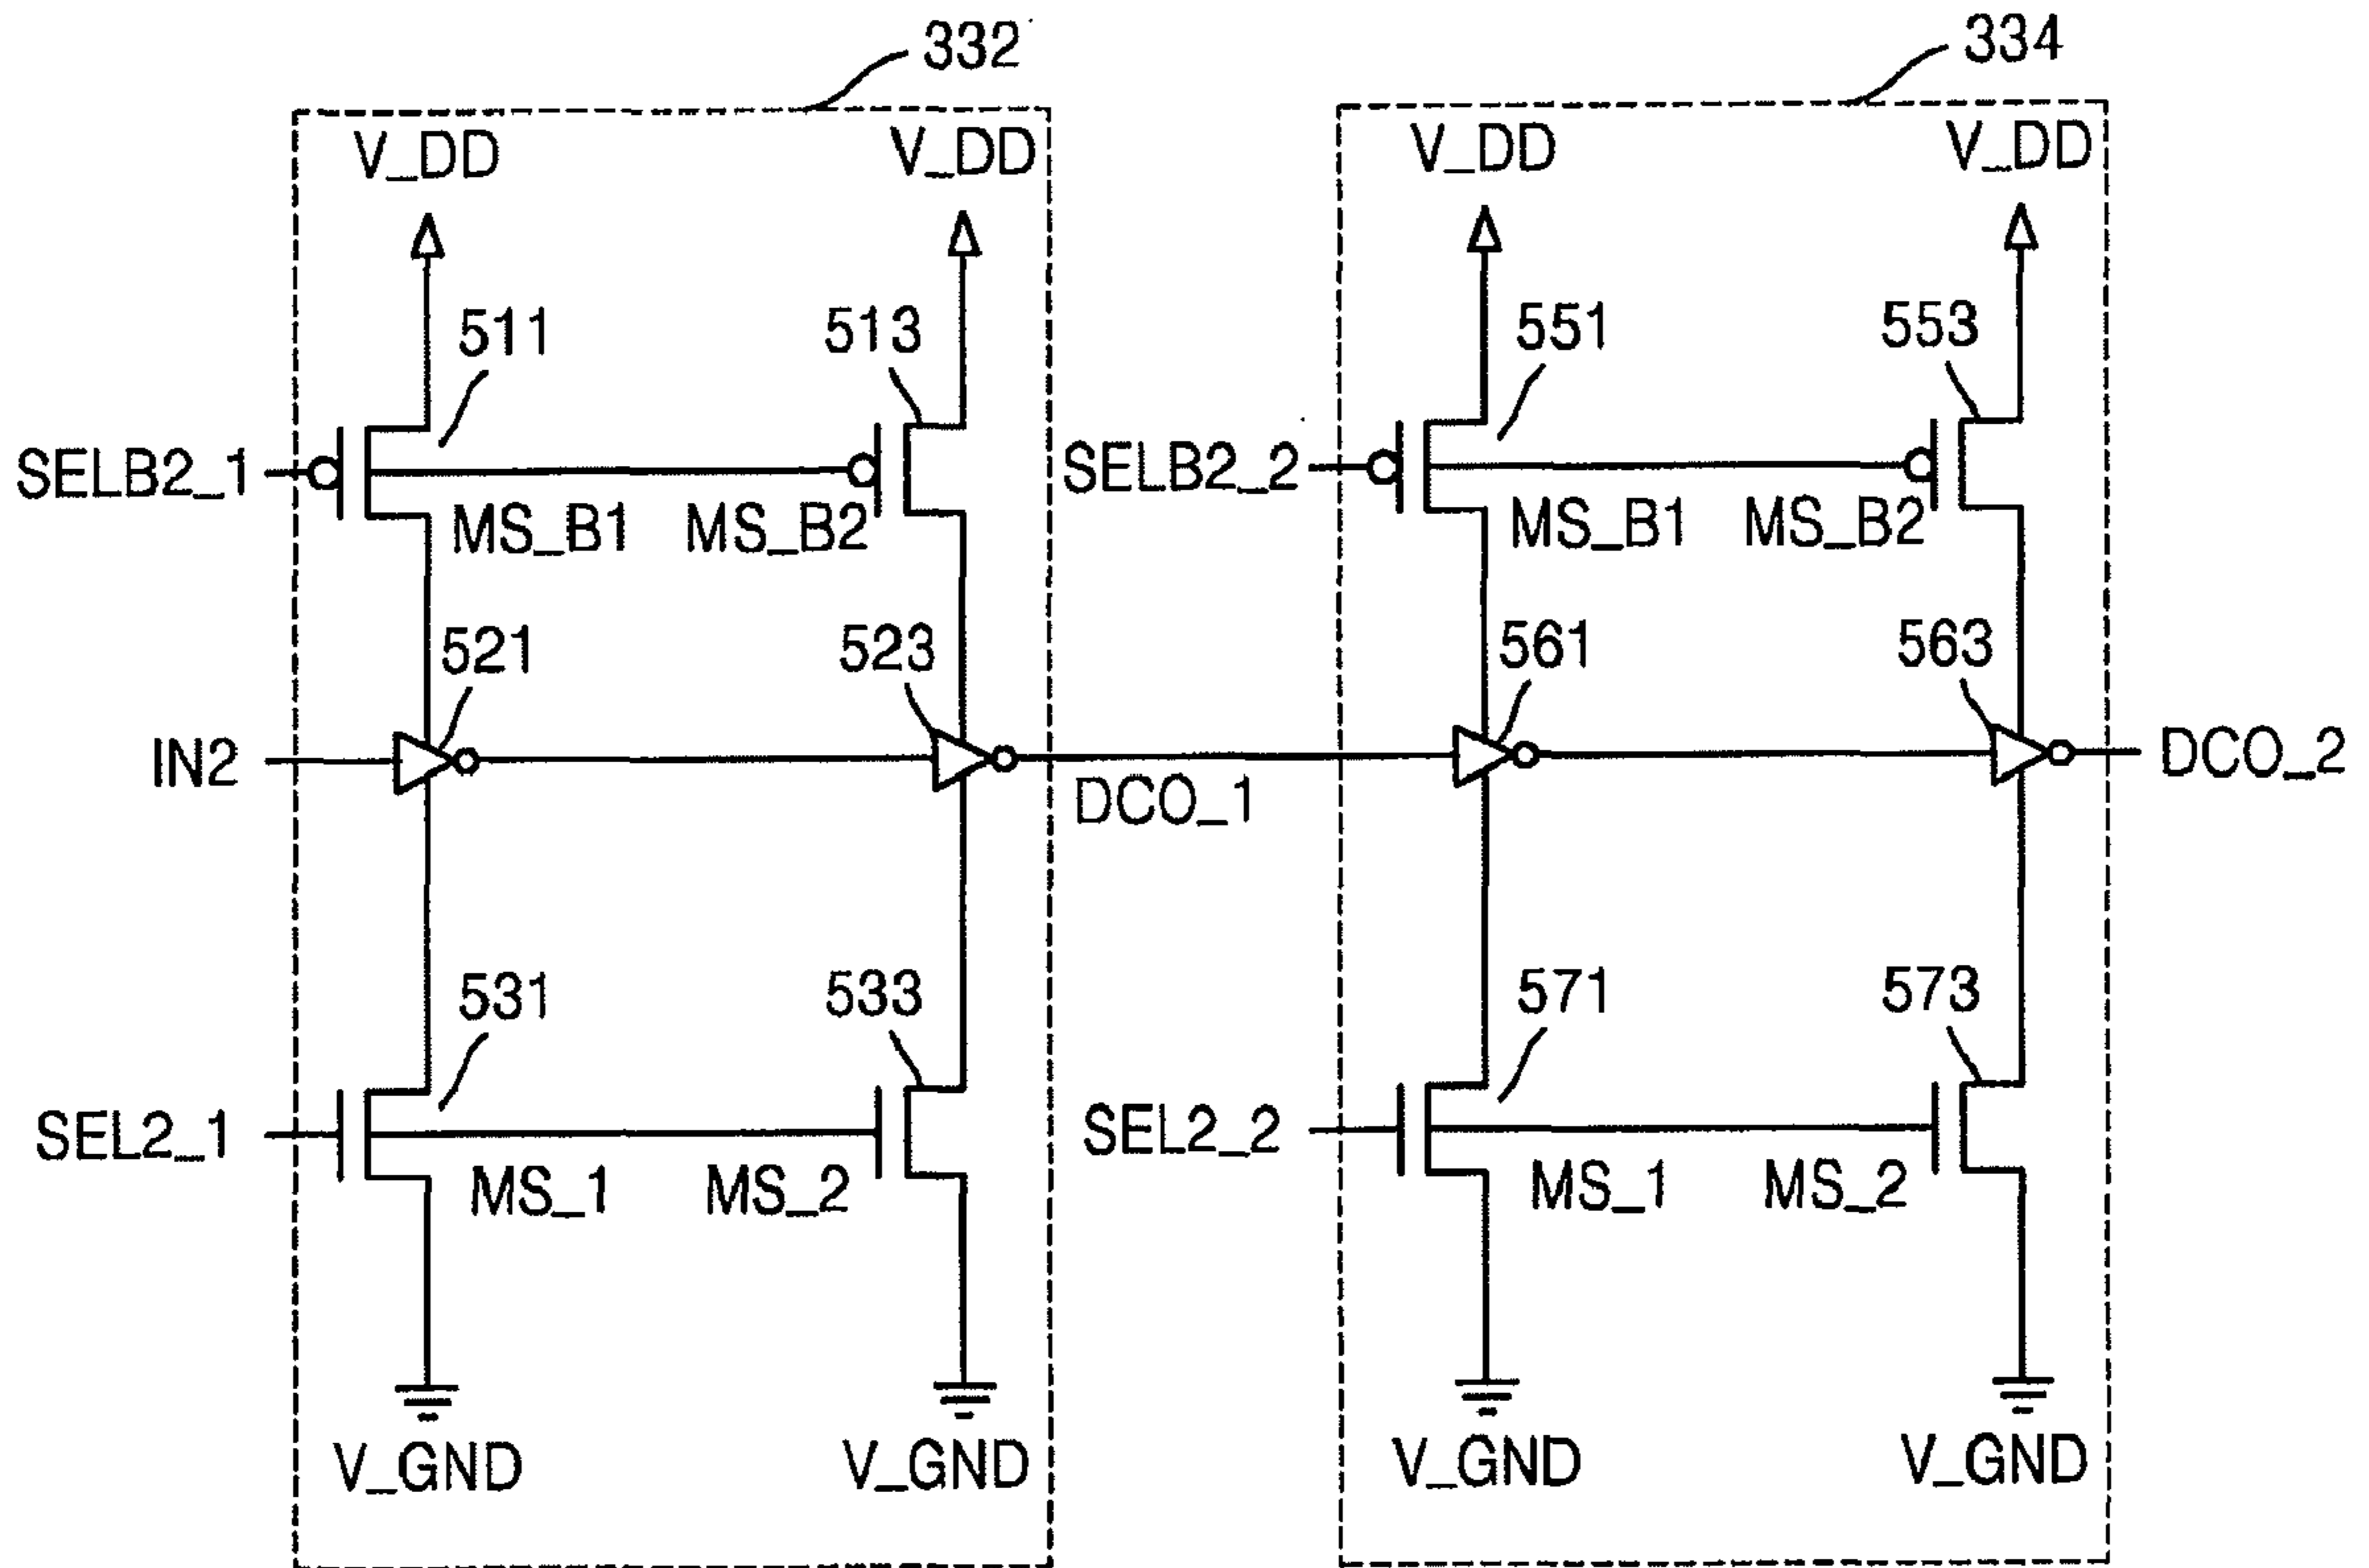 332
334
V_DD
V_DD
V_DD
V_DD
511
513
551
553
SELB2_1
SELB2_2
MS_B1
MS_B2
MS_B1
MS_B2
521
523
561
563
IN2
DCO_1
DCO_2
531
533
571
573
SEL2_1
SEL2_2
MS_1
MS_2
MS_1
MS_2
V_GND
V_GND
V_GND
V_GND